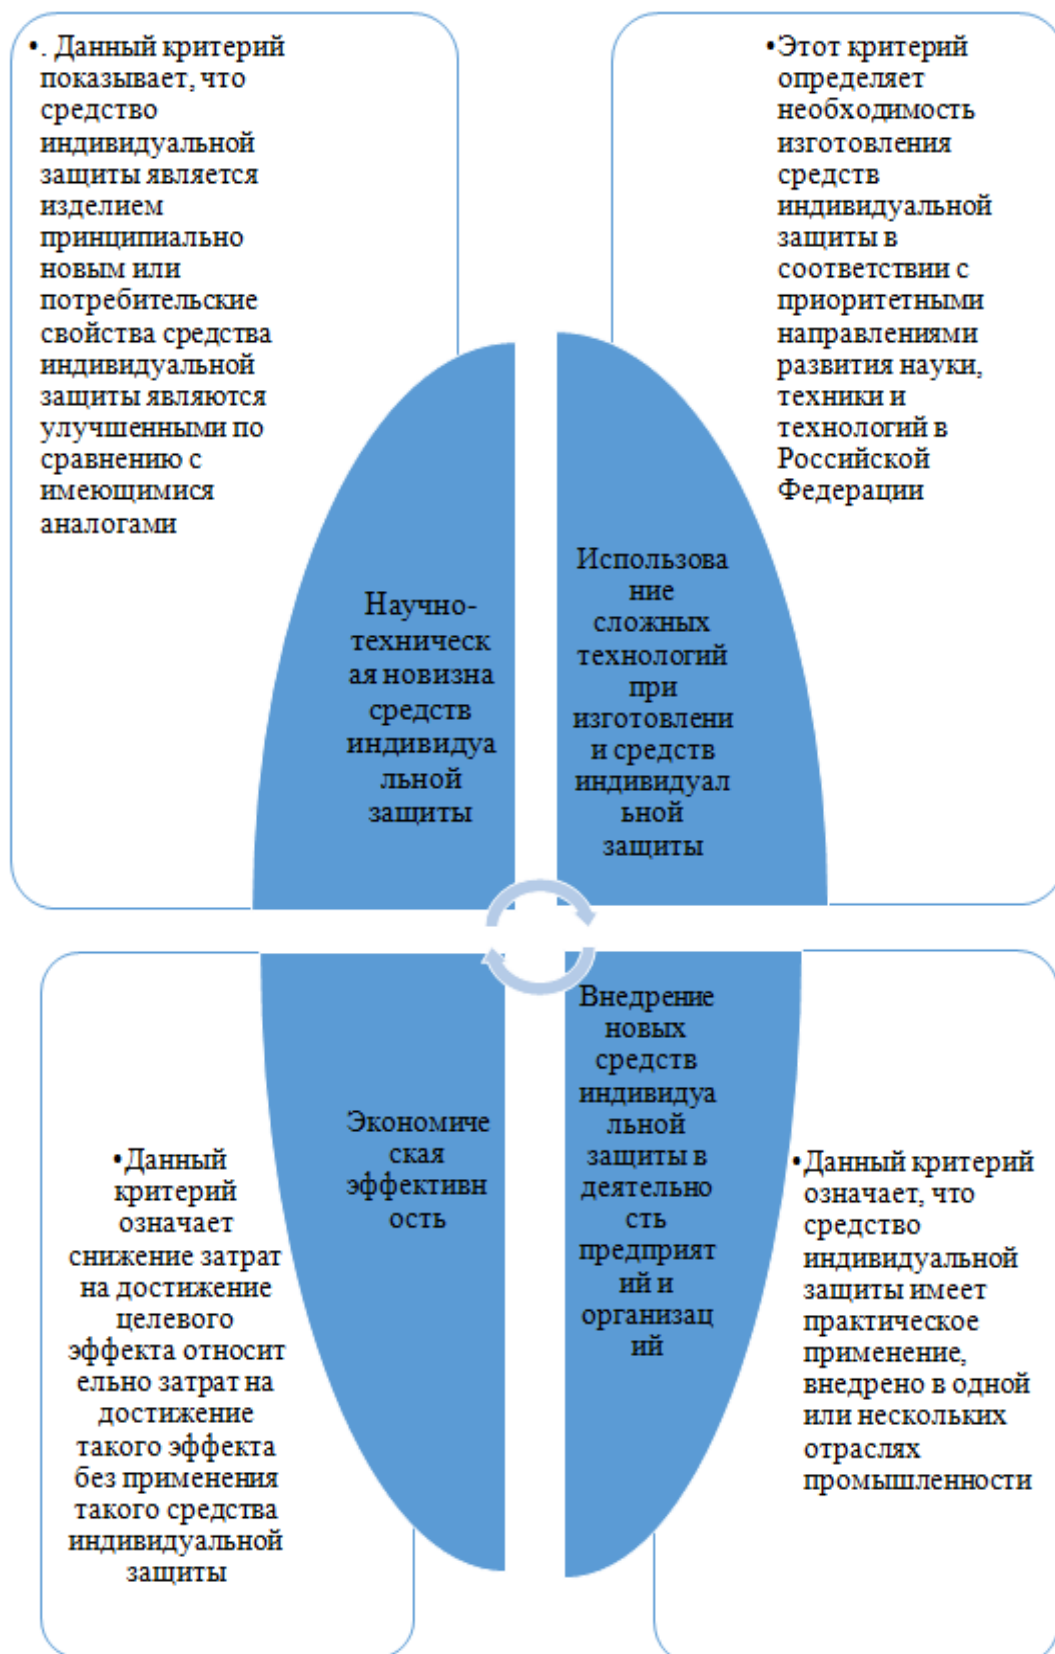 •. Данный критерий
показывает, что
средство
индивидуальной
защиты является
изделием
принципиально
новым или
потребительские
свойства средства
индивидуальной
защиты являются
улучшенными по
сравнению с
имеющимися
аналогами
Научно-
техническ
ая новизна
средств
индивидуа
льной
защиты
•Этот критерий
определяет
необходимость
изготовления
средств
индивидуальной
защиты в
соответствии с
приоритетными
направлениями
развития науки,
техники и
технологий в
Российской
Федерации
Использова
ние
сложных
технологий
при
изготовлени
и средств
индивидуал
ьной
защиты
•Данный
критерий
означает
снижение затрат
на достижение
целевого
эффекта относит
ельно затрат на
достижение
такого эффекта
без применения
такого средства
индивидуальной
защиты
Экономиче
ская
эффективн
ость
Внедрение
новых
средств
индивидуа
льной
защиты в
деятельно
сть
предприят
ий и
организац
ий
•Данный критерий
означает, что
средство
индивидуальной
защиты имеет
практическое
применение,
внедрено в одной
или нескольких
отраслях
промышленности